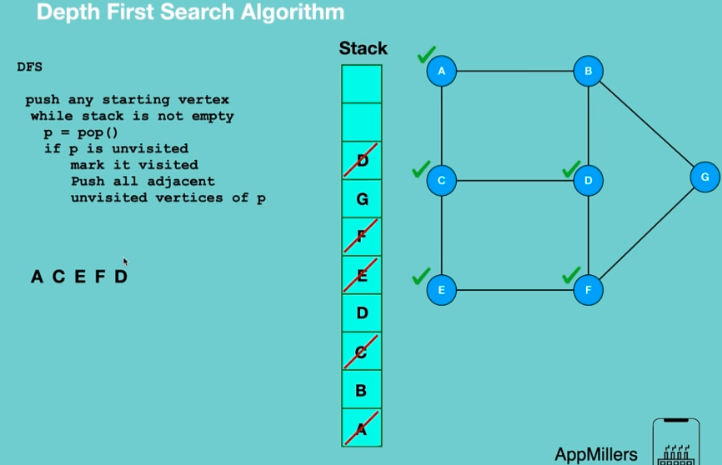 Depth First Search Algorithm
DFS
push any starting vertex
while stack is not empty
p = pop()
if p is unvisited
mark it visited
Push all adjacent
unvisited vertices of p
A C E F D
Stack
D
G
F
E
D
C
B
A
A
B
C
D
G
E
F
AppMillers